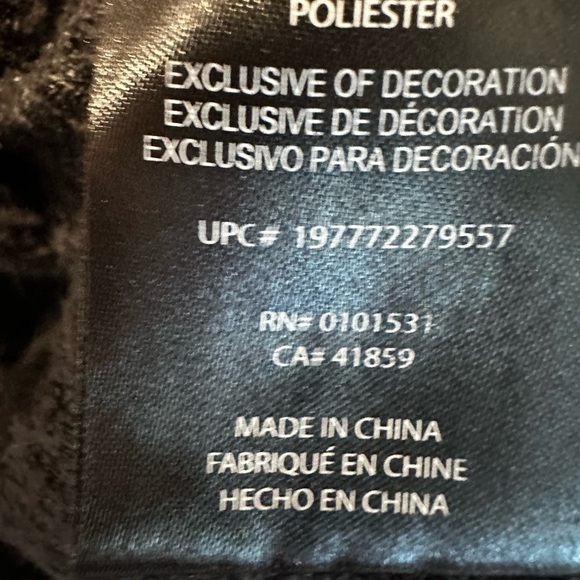 POLIESTER
EXCLUSIVE OF DECORATION
EXCLUSIVE DE DÉCORATION
EXCLUSIVO PARA DECORACIÓN
UPC# 197772279557
RN# 0101531
CA# 41859
MADE IN CHINA
FABRIQUÉ EN CHINE
HECHO EN CHINA